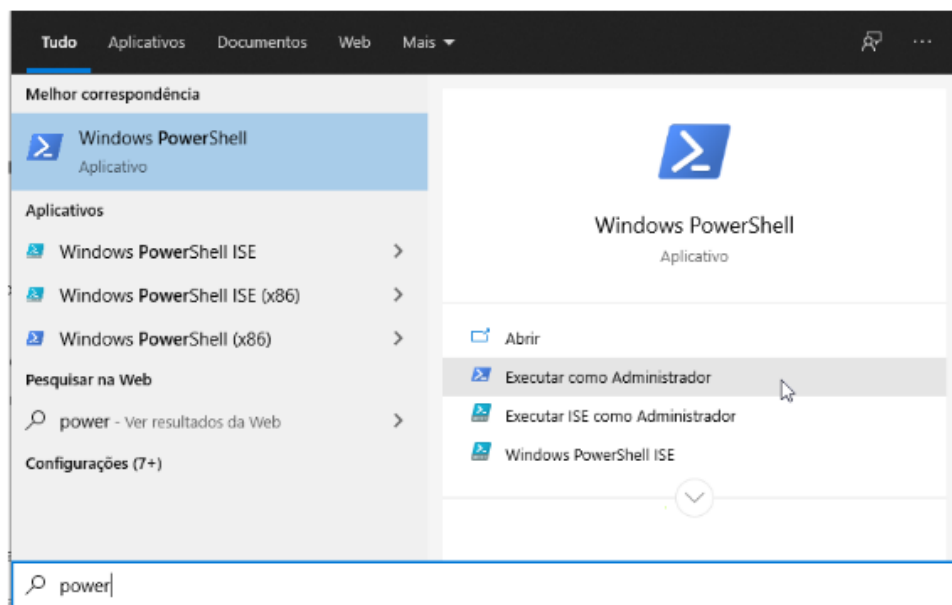 Tudo Aplicativos Documentos Web Mais
Melhor correspondência
Windows PowerShell
Aplicativo
Aplicativos
Windows PowerShell ISE
Windows PowerShell ISE (x86)
Windows PowerShell (x86)
Pesquisar na Web
power - Ver resultados da Web
Configurações (7+)
Windows PowerShell
Aplicativo
Abrir
Executar como Administrador
Executar ISE como Administrador
Windows PowerShell ISE
power